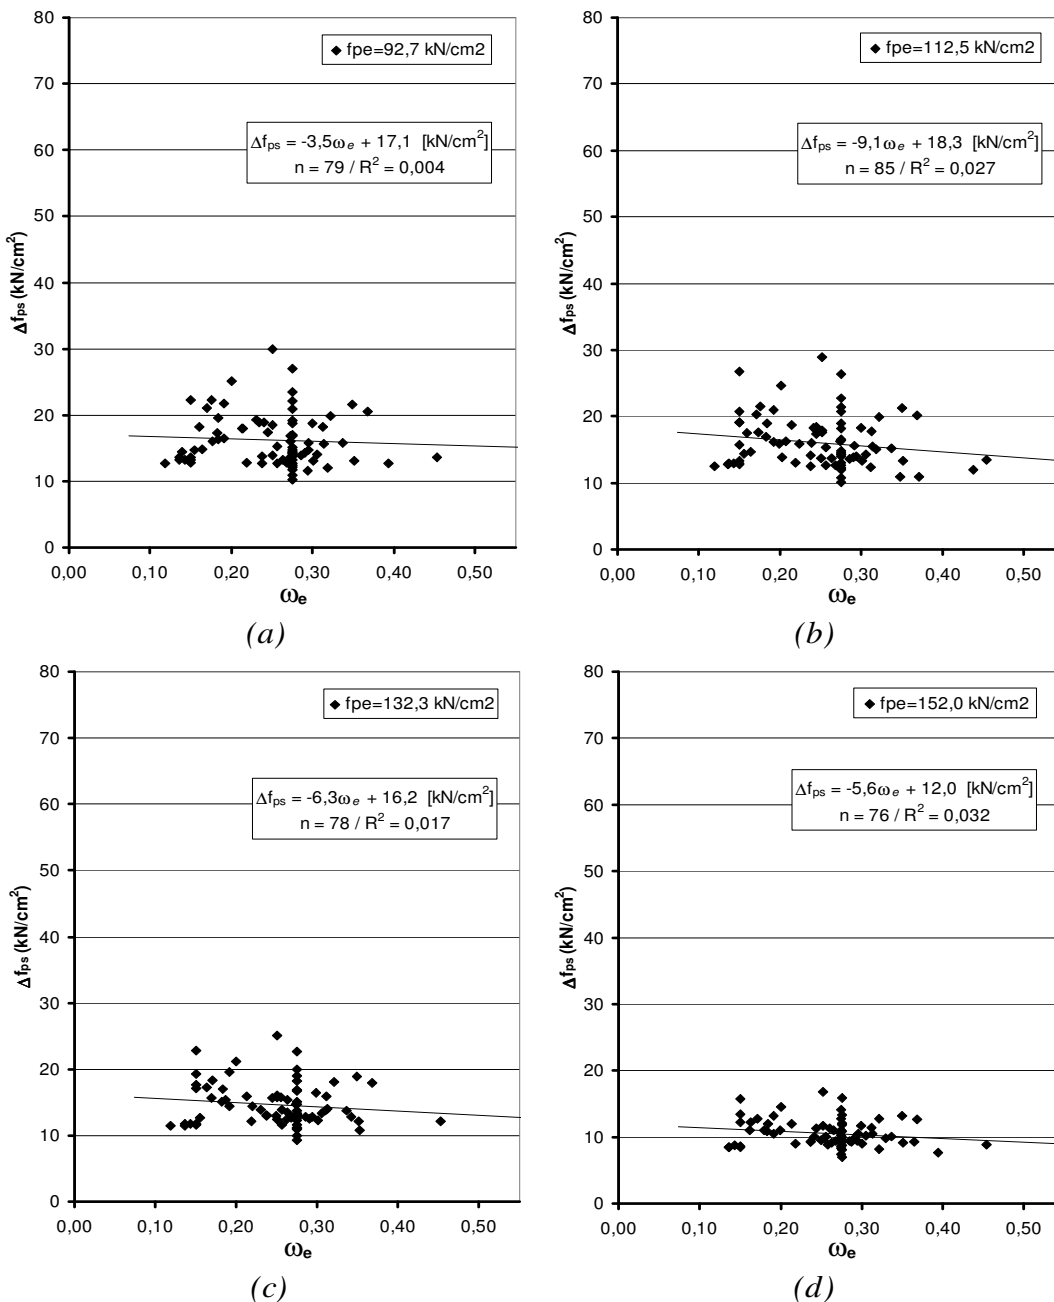 80
fpe=92,7 kN/cm2
70
Δfps = -3,5ωe + 17,1 [kN/cm²]
n = 79 / R² = 0,004
60
50
40
30
20
10
0
Δfps (kN/cm²)
0,00 0,10 0,20 0,30 0,40 0,50
ωe
(a)
80
fpe=112,5 kN/cm2
70
Δfps = -9,1ωe + 18,3 [kN/cm²]
n = 85 / R² = 0,027
60
50
40
30
20
10
0
Δfps (kN/cm²)
0,00 0,10 0,20 0,30 0,40 0,50
ωe
(b)
80
fpe=132,3 kN/cm2
70
Δfps = -6,3ωe + 16,2 [kN/cm²]
n = 78 / R² = 0,017
60
50
40
30
20
10
0
Δfps (kN/cm²)
0,00 0,10 0,20 0,30 0,40 0,50
ωe
(c)
80
fpe=152,0 kN/cm2
70
Δfps = -5,6ωe + 12,0 [kN/cm²]
n = 76 / R² = 0,032
60
50
40
30
20
10
0
Δfps (kN/cm²)
0,00 0,10 0,20 0,30 0,40 0,50
ωe
(d)